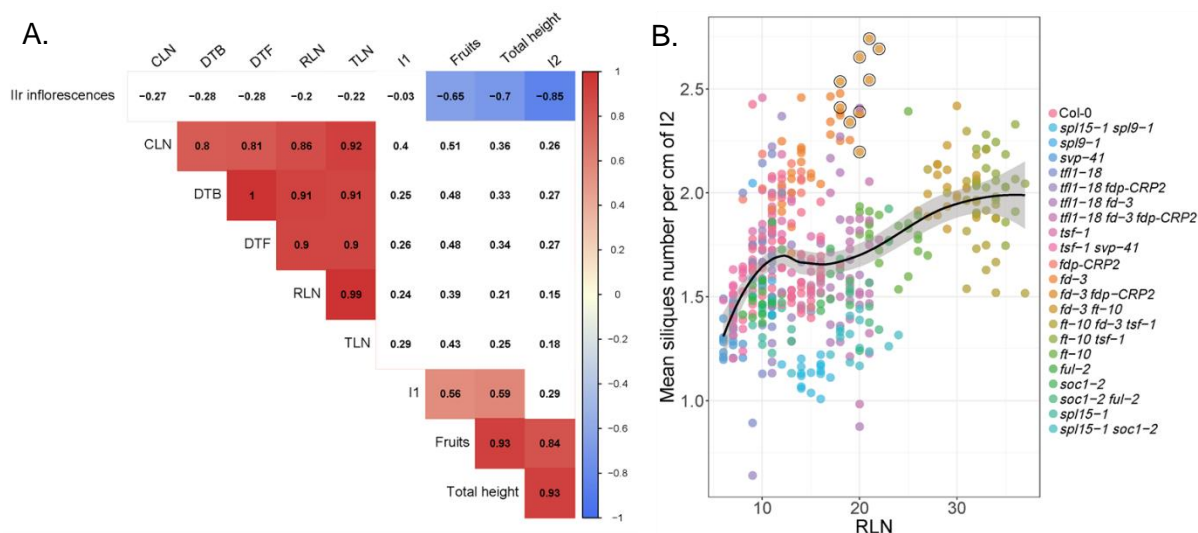 A.
CLN DTB DTF RLN TLN I1 Fruits Total height I2
IIr inflorescences −0.27 −0.28 −0.28 −0.2 −0.22 −0.03 −0.65 −0.7 −0.85
CLN 0.8 0.81 0.86 0.92 0.4 0.51 0.36 0.26
DTB 1 0.91 0.91 0.25 0.48 0.33 0.27
DTF 0.9 0.9 0.26 0.48 0.34 0.27
RLN 0.99 0.24 0.39 0.21 0.15
TLN 0.29 0.43 0.25 0.18
I1 0.56 0.59 0.29
Fruits 0.93 0.84
Total height 0.93
1
0.8
0.6
0.4
0.2
0
−0.2
−0.4
−0.6
−0.8
−1
B.
Mean siliques number per cm of I2
2.5
2.0
1.5
1.0
10 20 30
RLN
Col−0
spl15−1 spl9−1
spl9−1
svp−41
tfl1−18
tfl1−18 fdp−CRP2
tfl1−18 fd−3
tfl1−18 fd−3 fdp−CRP2
tsf−1
tsf−1 svp−41
fdp−CRP2
fd−3
fd−3 fdp−CRP2
fd−3 ft−10
ft−10 fd−3 tsf−1
ft−10 tsf−1
ft−10
ful−2
soc1−2
soc1−2 ful−2
spl15−1
spl15−1 soc1−2